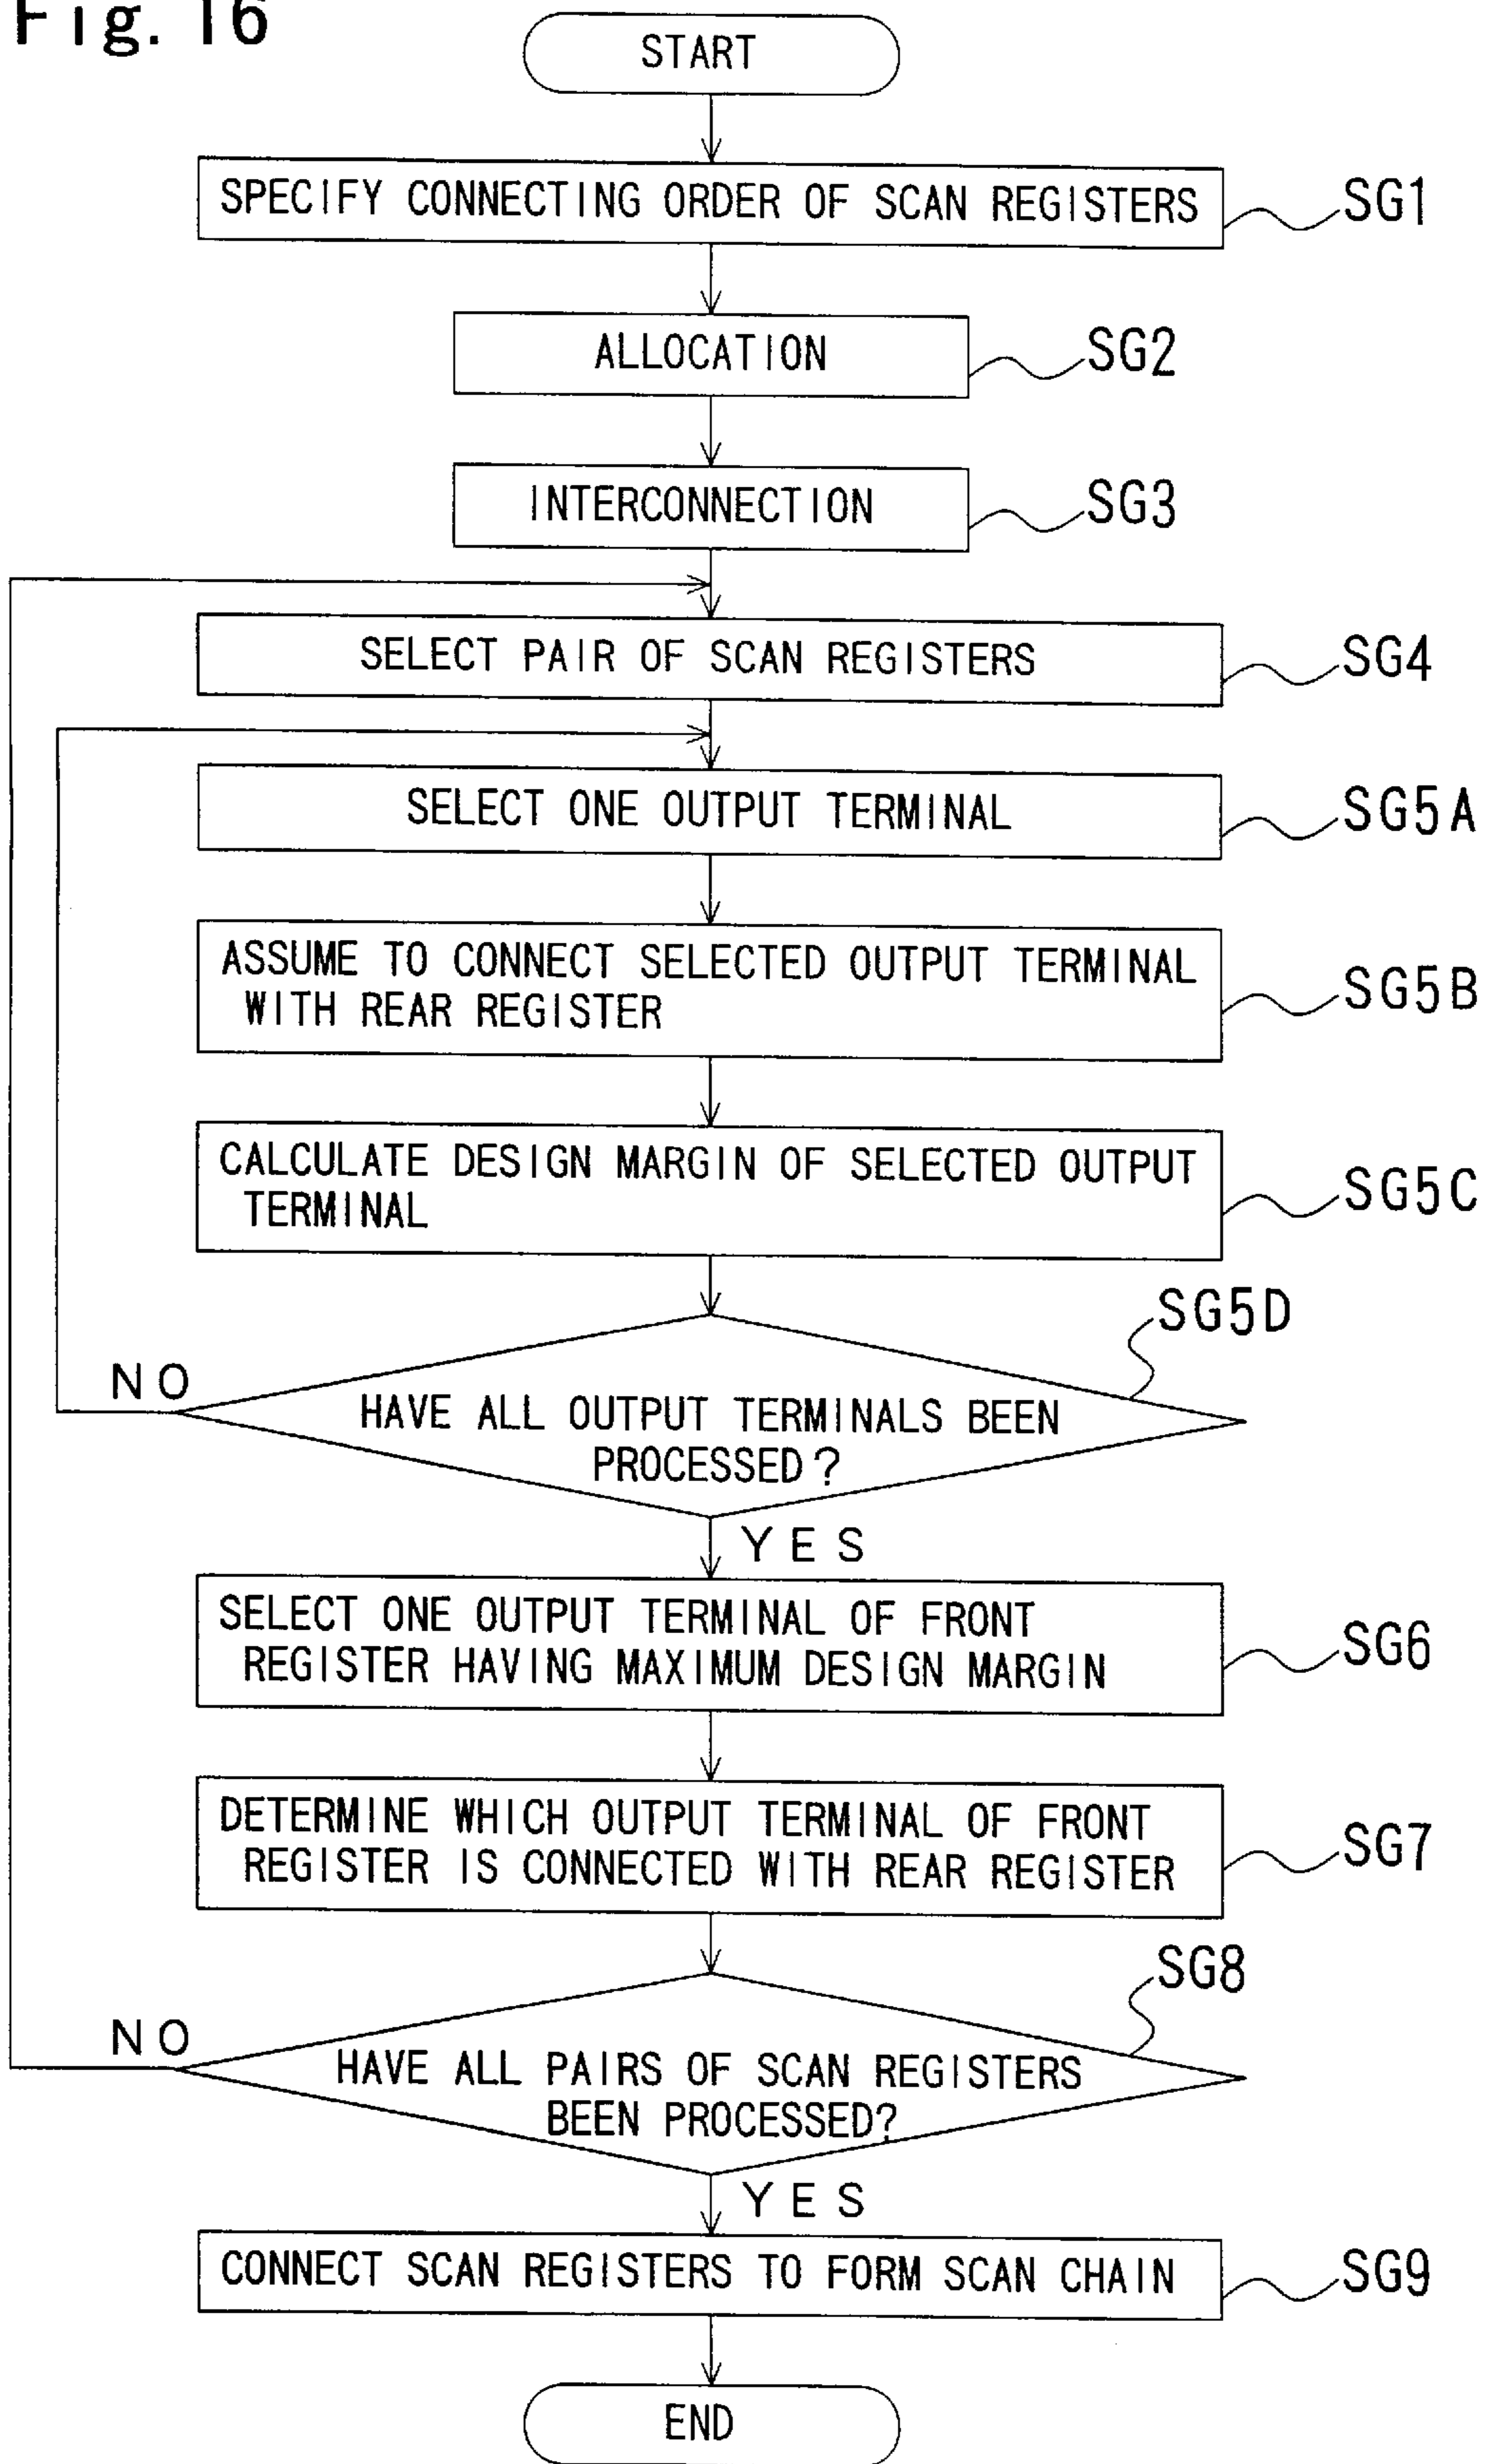 Fig. 16
START
SPECIFY CONNECTING ORDER OF SCAN REGISTERS
SG1
ALLOCATION
SG2
INTERCONNECTION
SG3
SELECT PAIR OF SCAN REGISTERS
SG4
SELECT ONE OUTPUT TERMINAL
SG5A
ASSUME TO CONNECT SELECTED OUTPUT TERMINAL
WITH REAR REGISTER
SG5B
CALCULATE DESIGN MARGIN OF SELECTED OUTPUT
TERMINAL
SG5C
SG5D
NO
HAVE ALL OUTPUT TERMINALS BEEN
PROCESSED?
YES
SELECT ONE OUTPUT TERMINAL OF FRONT
REGISTER HAVING MAXIMUM DESIGN MARGIN
SG6
DETERMINE WHICH OUTPUT TERMINAL OF FRONT
REGISTER IS CONNECTED WITH REAR REGISTER
SG7
SG8
NO
HAVE ALL PAIRS OF SCAN REGISTERS
BEEN PROCESSED?
YES
CONNECT SCAN REGISTERS TO FORM SCAN CHAIN
SG9
END